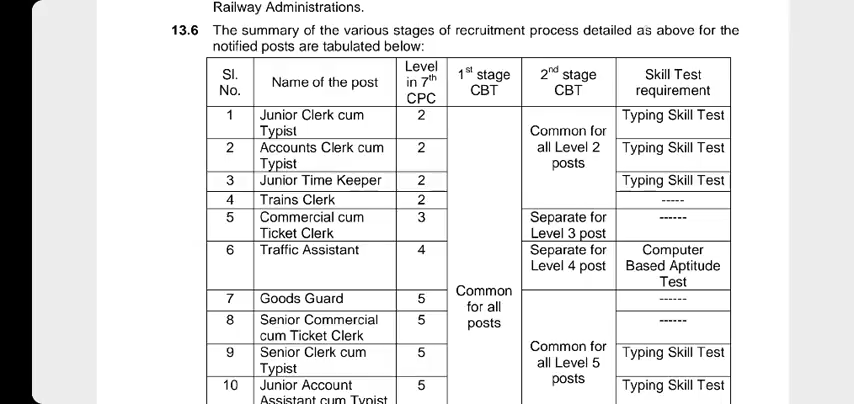 Railway Administrations.
13.6 The summary of the various stages of recruitment process detailed as above for the
notified posts are tabulated below:
Sl. No. Name of the post Level in 7th CPC 1st stage CBT 2nd stage CBT Skill Test requirement
1 Junior Clerk cum Typist 2 Common for all posts Common for all Level 2 posts Typing Skill Test
2 Accounts Clerk cum Typist 2 Typing Skill Test
3 Junior Time Keeper 2 Typing Skill Test
4 Trains Clerk 2 -----
5 Commercial cum Ticket Clerk 3 Separate for Level 3 post ------
6 Traffic Assistant 4 Separate for Level 4 post Computer Based Aptitude Test
7 Goods Guard 5 Common for all Level 5 posts ------
8 Senior Commercial cum Ticket Clerk 5 ------
9 Senior Clerk cum Typist 5 Typing Skill Test
10 Junior Account Assistant cum Typist 5 Typing Skill Test